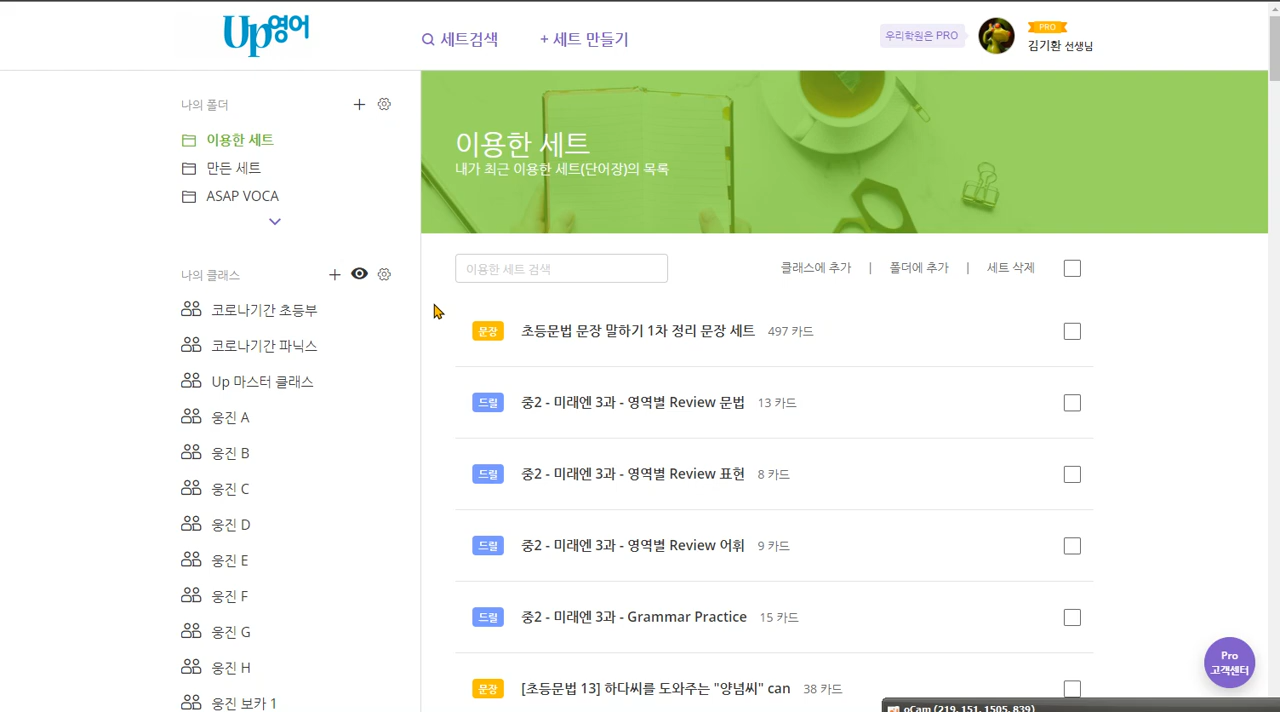 Up영어
세트검색
+ 세트 만들기
우리학원은 PRO
PRO
김기환 선생님
나의 폴더
이용한 세트
만든 세트
ASAP VOCA
나의 클래스
코로나기간 초등부
코로나기간 파닉스
Up 마스터 클래스
웅진 A
웅진 B
웅진 C
웅진 D
웅진 E
웅진 F
웅진 G
웅진 H
웅진 보카 1
이용한 세트
내가 최근 이용한 세트(단어장)의 목록
이용한 세트 검색
클래스에 추가 | 폴더에 추가 | 세트 삭제
문장 초등문법 문장 말하기 1차 정리 문장 세트 497 카드
드릴 중2 - 미래엔 3과 - 영역별 Review 문법 13 카드
드릴 중2 - 미래엔 3과 - 영역별 Review 표현 8 카드
드릴 중2 - 미래엔 3과 - 영역별 Review 어휘 9 카드
드릴 중2 - 미래엔 3과 - Grammar Practice 15 카드
문장 [초등문법 13] 하다씨를 도와주는 "양념씨" can 38 카드
Pro
고객센터
oCam (219, 151, 1505, 839)